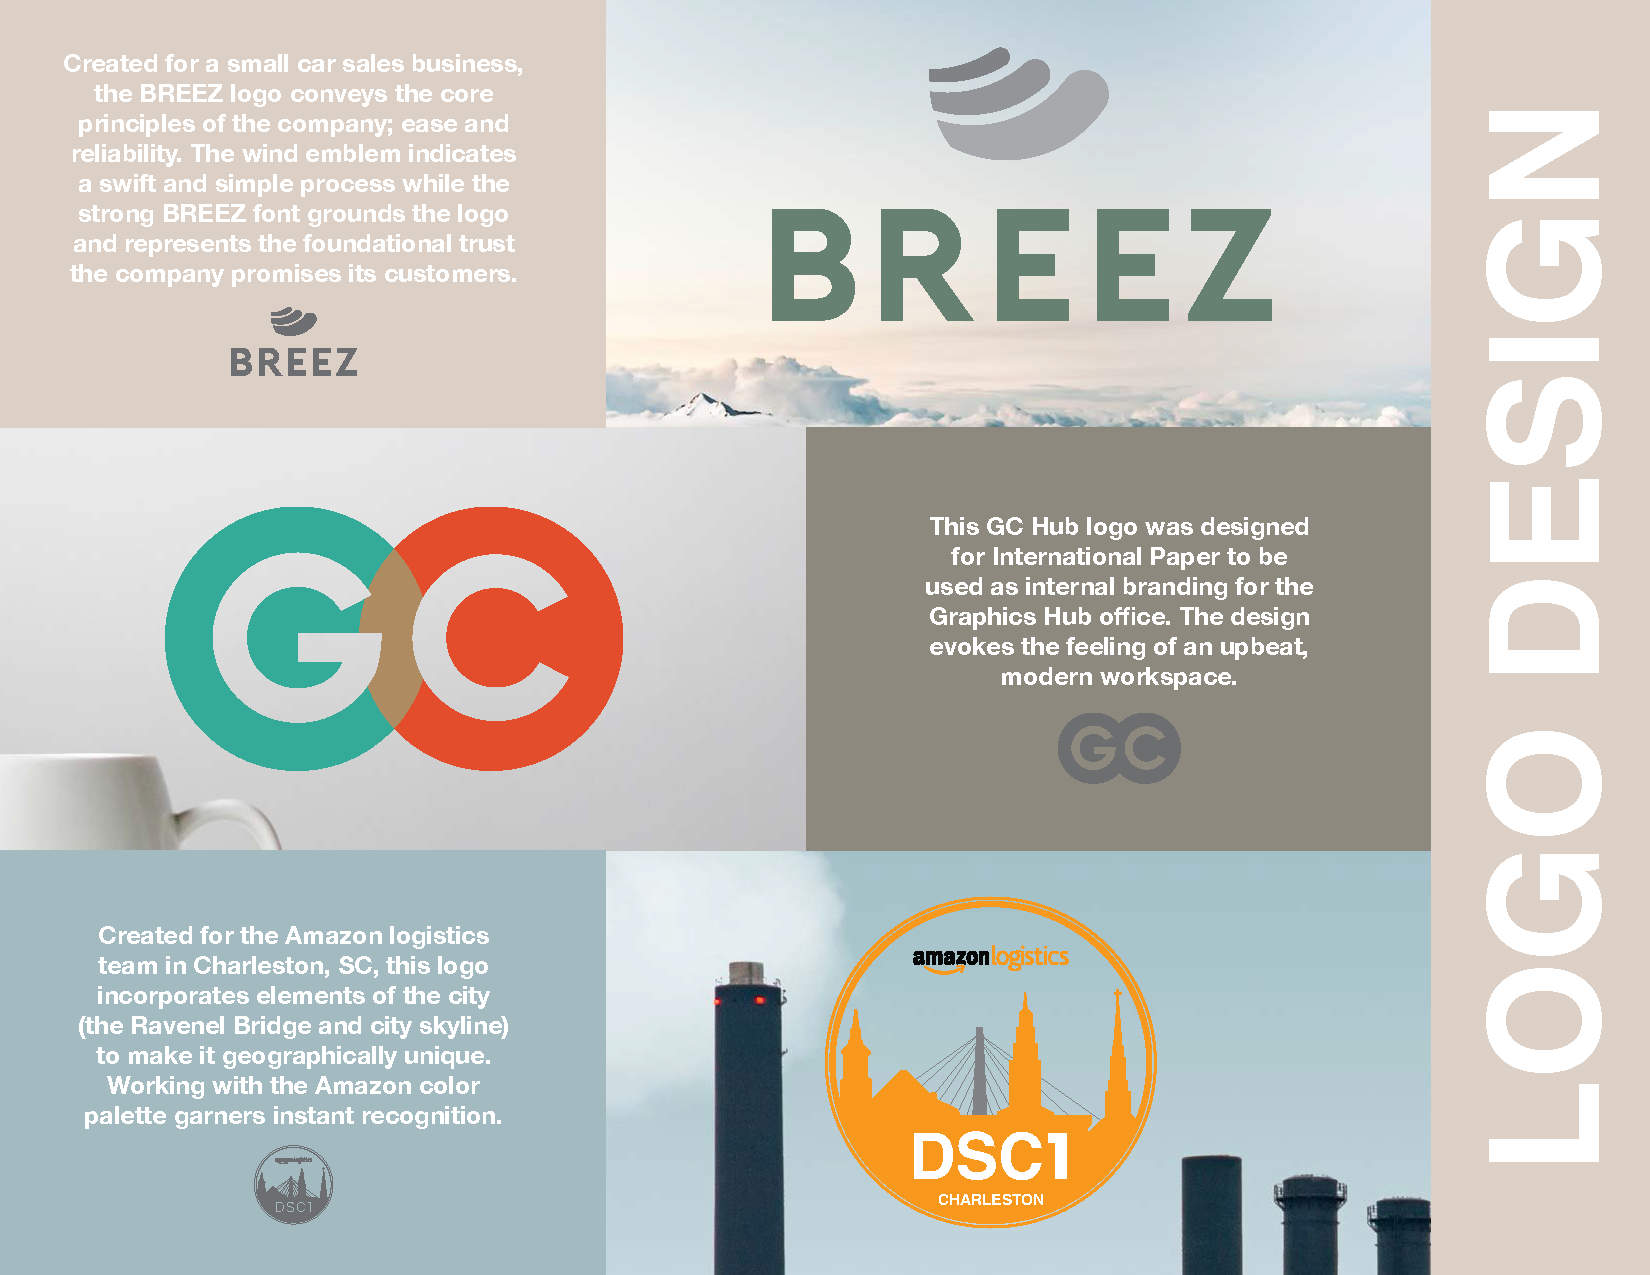 Created for a small car sales business,
the BREEZ logo conveys the core
principles of the company; ease and
reliability. The wind emblem indicates
a swift and simple process while the
strong BREEZ font grounds the logo
and represents the foundational trust
the company promises its customers.
BREEZ
BREEZ
GC
This GC Hub logo was designed
for International Paper to be
used as internal branding for the
Graphics Hub office. The design
evokes the feeling of an upbeat,
modern workspace.
GC
Created for the Amazon logistics
team in Charleston, SC, this logo
incorporates elements of the city
(the Ravenel Bridge and city skyline)
to make it geographically unique.
Working with the Amazon color
palette garners instant recognition.
amazonlogistics
DSC1
amazonlogistics
DSC1
CHARLESTON
LOGO DESIGN